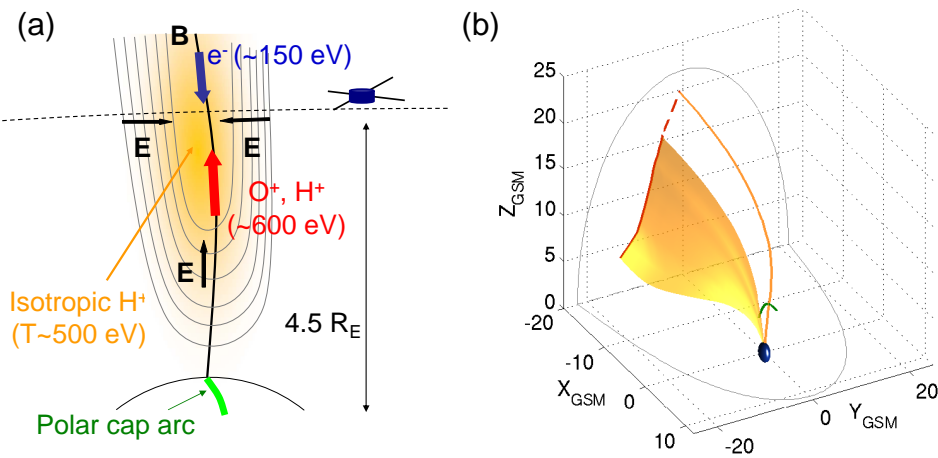 (a)
B
e⁻ (~150 eV)
E
E
O⁺, H⁺
(~600 eV)
E
Isotropic H⁺
(T~500 eV)
4.5 R_E
Polar cap arc
(b)
25
20
15
10
5
0
Z_GSM
-20
-10
0
10
X_GSM
-20
0
20
Y_GSM